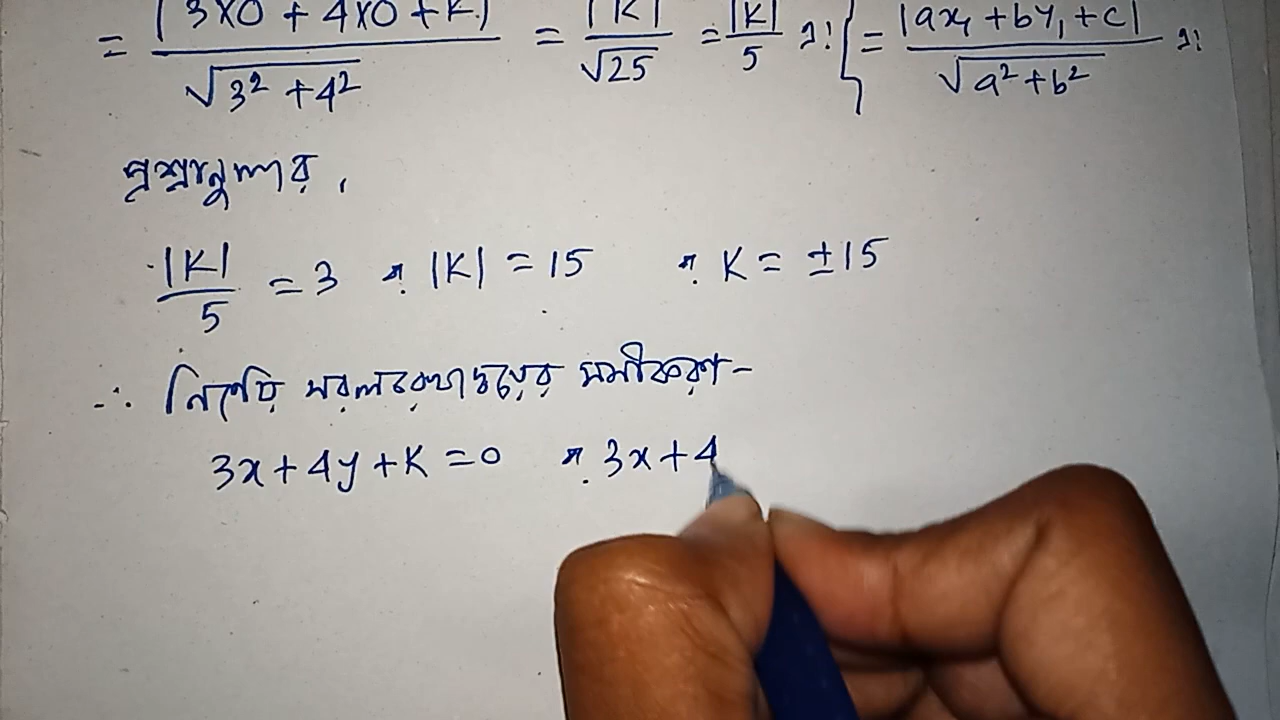 = |3×0 + 4×0 + K| / √(3² + 4²) = |K| / √25 = |K| / 5 । { = |ax₁ + by₁ + c| / √(a² + b²) ।
প্রশ্নানুসারে,
|K| / 5 = 3 বা, |K| = 15 বা, K = ±15
∴ নির্ণেয় সরলরেখাদ্বয়ের সমীকরণ-
3x + 4y + K = 0 বা, 3x + 4